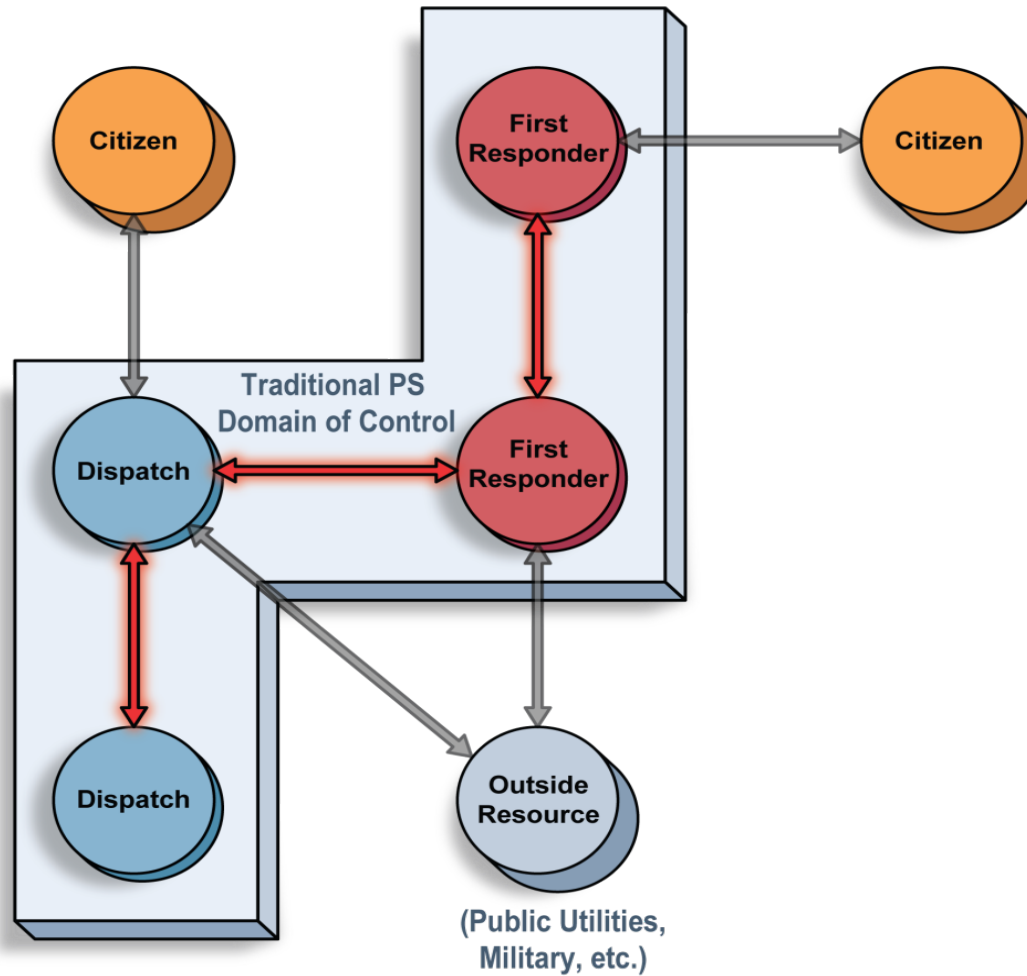 Citizen
First
Responder
Citizen
Traditional PS
Domain of Control
Dispatch
First
Responder
Dispatch
Outside
Resource
(Public Utilities,
Military, etc.)